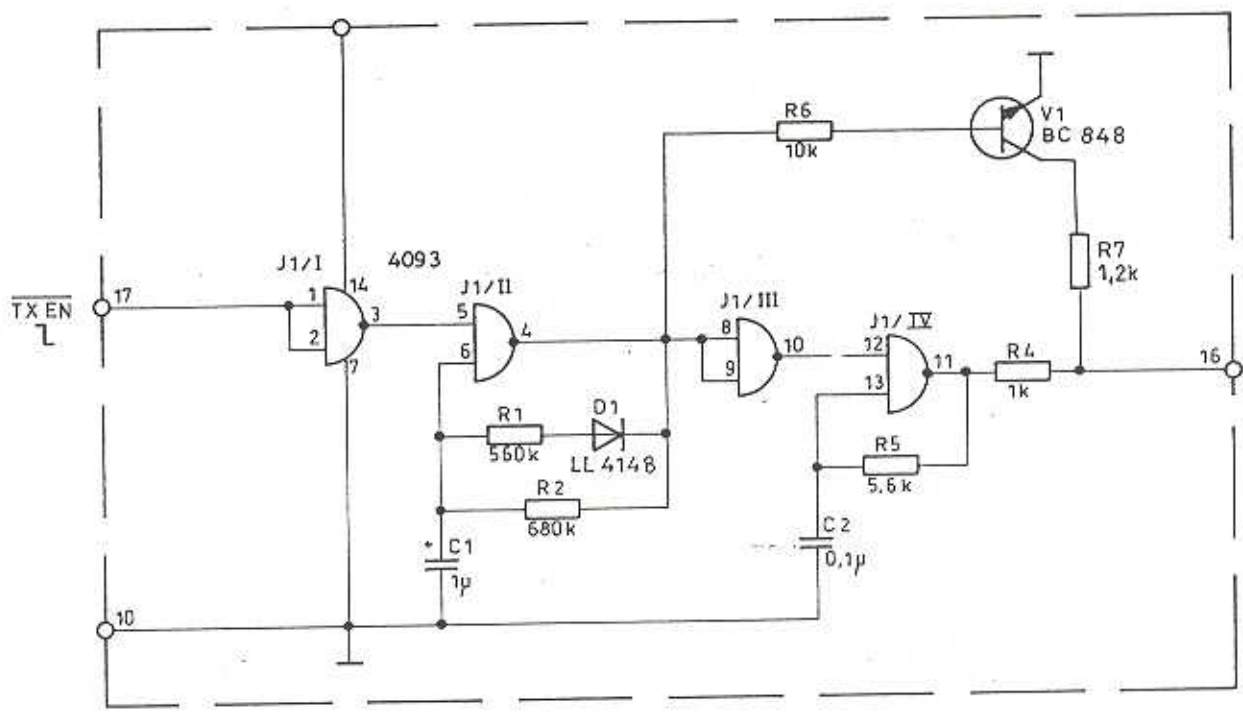 R6
10k
V1
BC 848
J1/I
4093
14
R7
1,2k
TX EN
17
1
2
3
7
J1/II
5
6
4
J1/III
8
9
10
J1/IV
12
13
11
R4
1k
16
R1
560k
D1
LL 4148
R5
5,6k
R2
680k
C1
1µ
C2
0,1µ
10